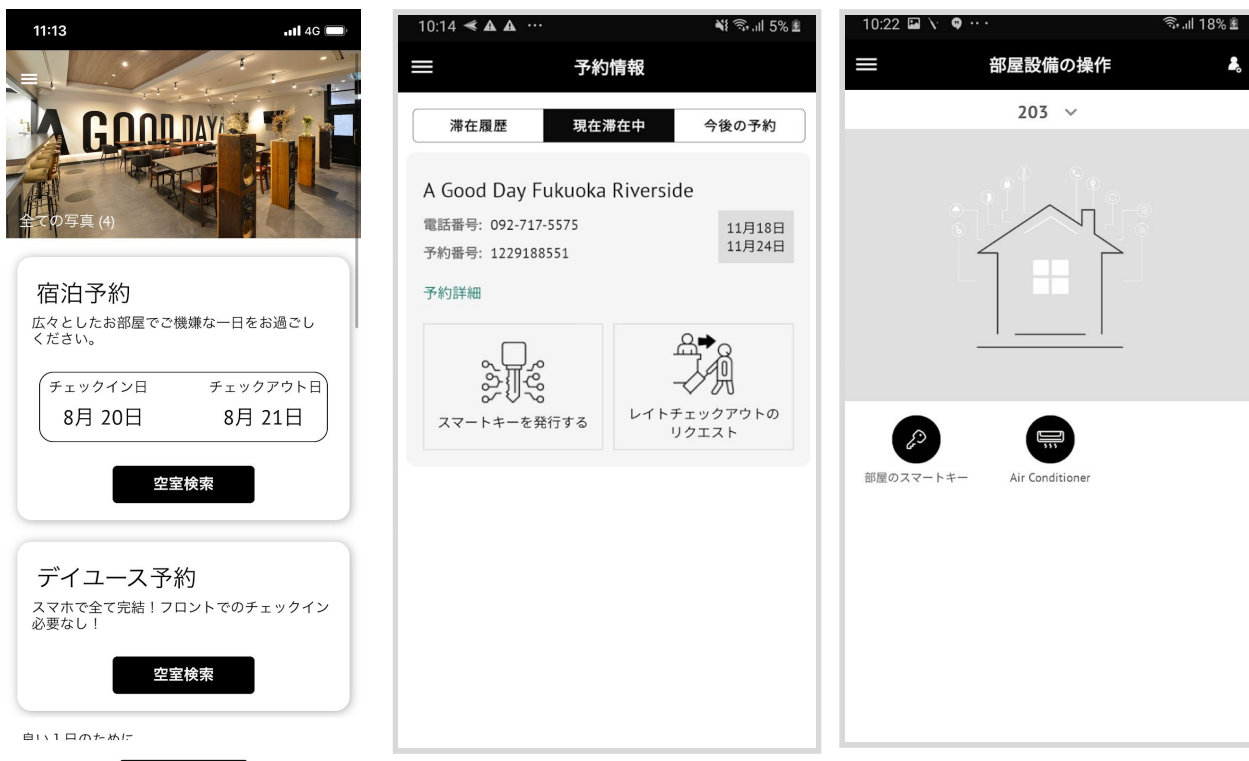 11:13
4G
A GOOD DAY
全ての写真 (4)
宿泊予約
広々としたお部屋でご機嫌な一日をお過ごし
ください。
チェックイン日 チェックアウト日
8月 20日 8月 21日
空室検索
デイユース予約
スマホで全て完結！フロントでのチェックイン
必要なし！
空室検索
良い１日のために
10:14
5%
予約情報
滞在履歴 現在滞在中 今後の予約
A Good Day Fukuoka Riverside
電話番号: 092-717-5575
予約番号: 1229188551
11月18日
11月24日
予約詳細
スマートキーを発行する
レイトチェックアウトの
リクエスト
10:22
18%
部屋設備の操作
203
部屋のスマートキー
Air Conditioner